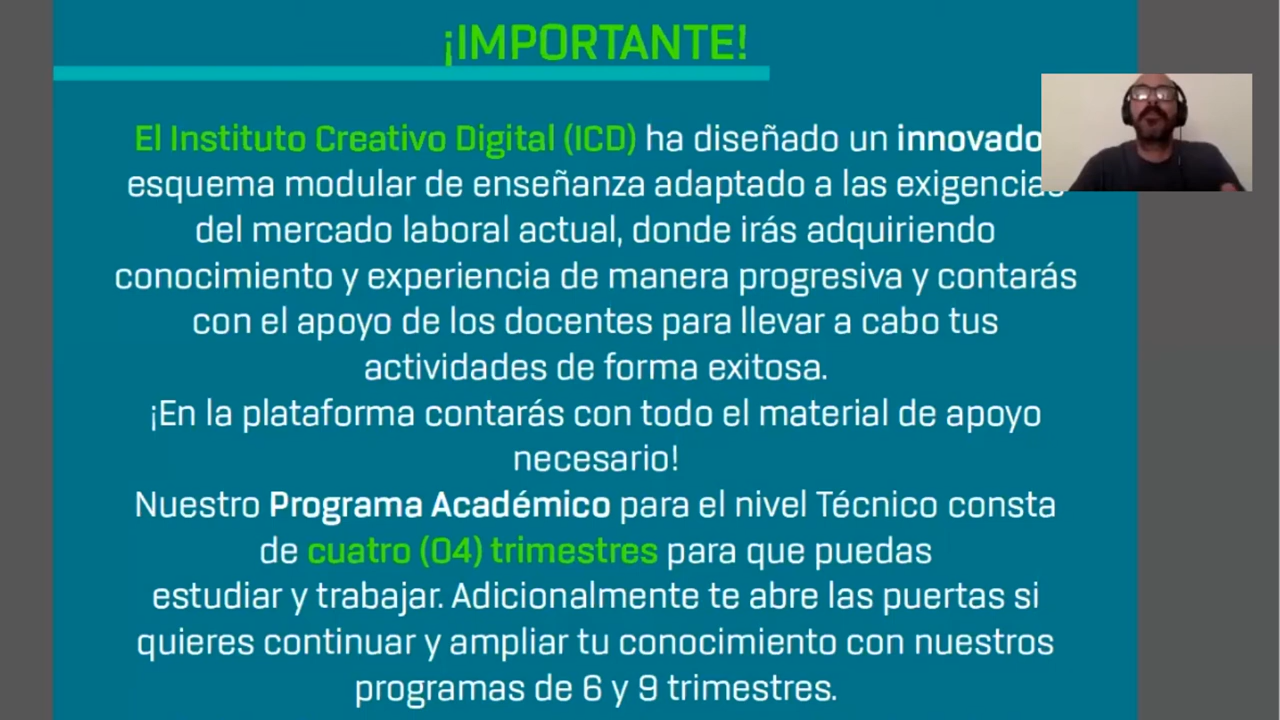 ¡IMPORTANTE!
El Instituto Creativo Digital (ICD) ha diseñado un innovado
esquema modular de enseñanza adaptado a las exigencias
del mercado laboral actual, donde irás adquiriendo
conocimiento y experiencia de manera progresiva y contarás
con el apoyo de los docentes para llevar a cabo tus
actividades de forma exitosa.
¡En la plataforma contarás con todo el material de apoyo
necesario!
Nuestro Programa Académico para el nivel Técnico consta
de cuatro (04) trimestres para que puedas
estudiar y trabajar. Adicionalmente te abre las puertas si
quieres continuar y ampliar tu conocimiento con nuestros
programas de 6 y 9 trimestres.